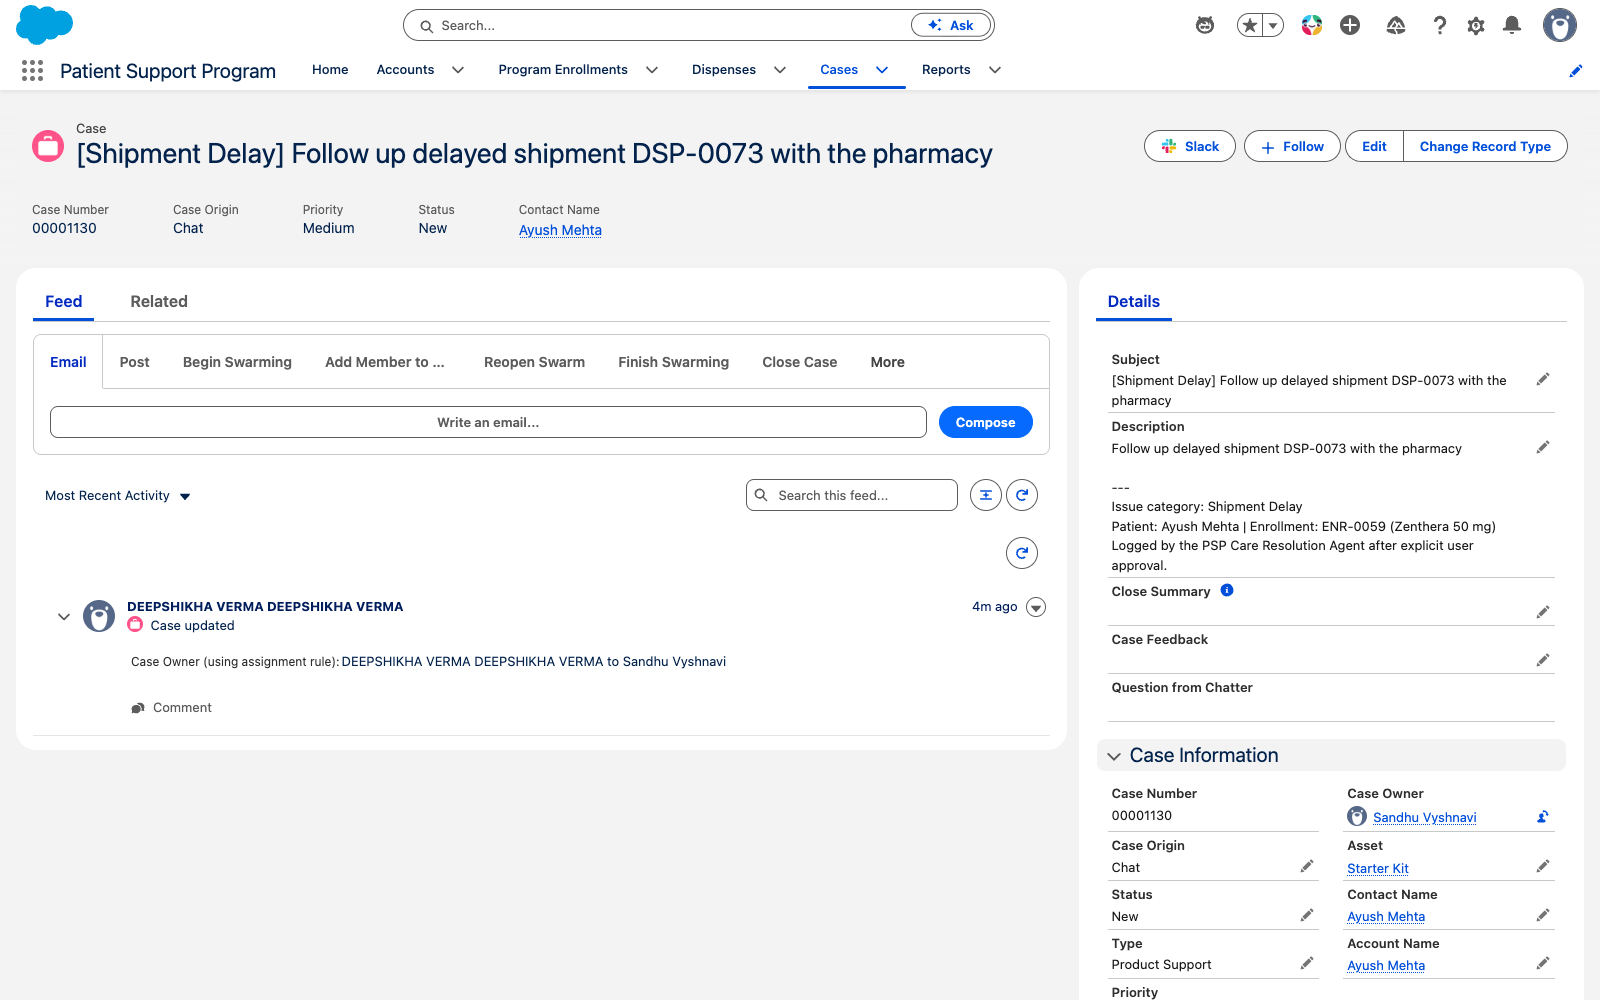 Search...
Ask
Patient Support Program
Home
Accounts
Program Enrollments
Dispenses
Cases
Reports
Case
[Shipment Delay] Follow up delayed shipment DSP-0073 with the pharmacy
Slack
Follow
Edit
Change Record Type
Case Number
00001130
Case Origin
Chat
Priority
Medium
Status
New
Contact Name
Ayush Mehta
Feed
Related
Email
Post
Begin Swarming
Add Member to ...
Reopen Swarm
Finish Swarming
Close Case
More
Write an email...
Compose
Most Recent Activity
Search this feed...
DEEPSHIKHA VERMA DEEPSHIKHA VERMA
4m ago
Case updated
Case Owner (using assignment rule): DEEPSHIKHA VERMA DEEPSHIKHA VERMA to Sandhu Vyshnavi
Comment
Details
Subject
[Shipment Delay] Follow up delayed shipment DSP-0073 with the
pharmacy
Description
Follow up delayed shipment DSP-0073 with the pharmacy
---
Issue category: Shipment Delay
Patient: Ayush Mehta | Enrollment: ENR-0059 (Zenthera 50 mg)
Logged by the PSP Care Resolution Agent after explicit user
approval.
Close Summary
Case Feedback
Question from Chatter
Case Information
Case Number
00001130
Case Owner
Sandhu Vyshnavi
Case Origin
Chat
Asset
Starter Kit
Status
New
Contact Name
Ayush Mehta
Type
Product Support
Account Name
Ayush Mehta
Priority